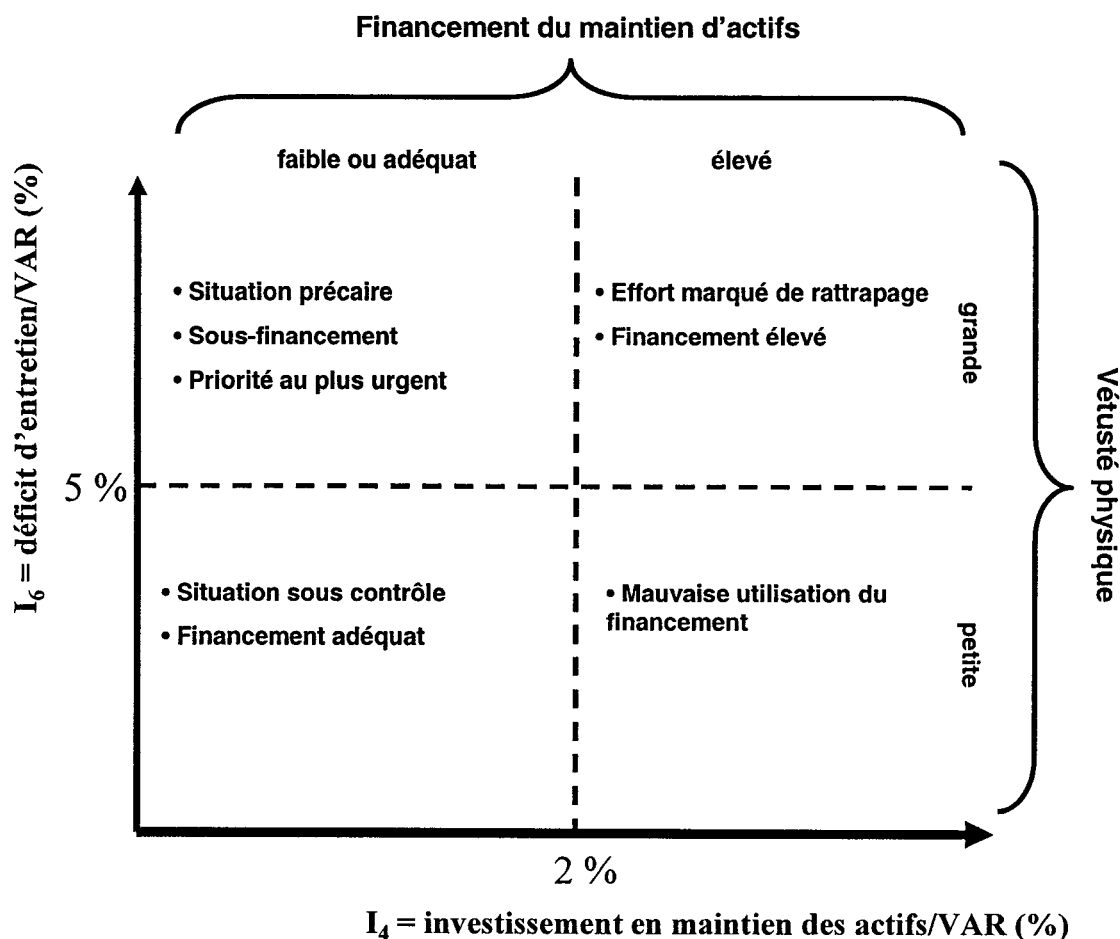 Financement du maintien d'actifs
faible ou adéquat
élevé
I₆ = déficit d'entretien/VAR (%)
• Situation précaire
• Sous-financement
• Priorité au plus urgent
• Effort marqué de rattrapage
• Financement élevé
grande
Vétusté physique
5 %
• Situation sous contrôle
• Financement adéquat
• Mauvaise utilisation du
financement
petite
2 %
I₄ = investissement en maintien des actifs/VAR (%)